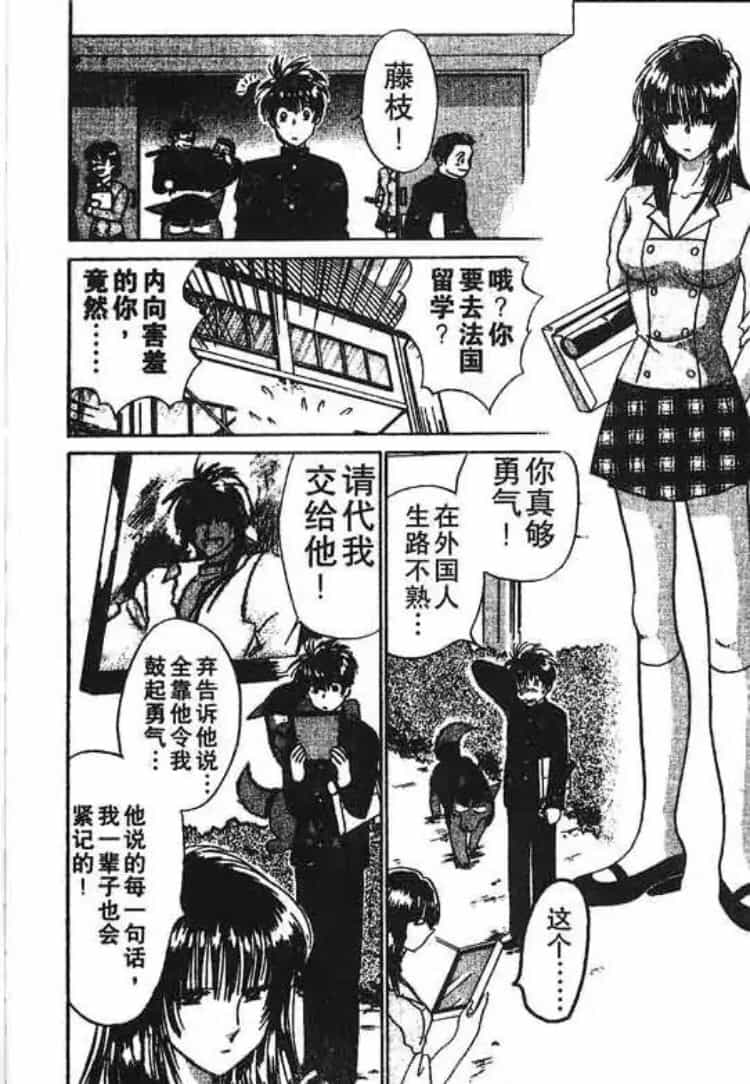 藤枝！
哦？你
要去法国
留学？
内向害羞
的你，
竟然……
你真够
勇气！
在外国人
生路不熟…
这个……
请代我
交给他！
弃告诉他说…
全靠他令我
鼓起勇气…
他说的每一句话，
我一辈子也会
紧记的！